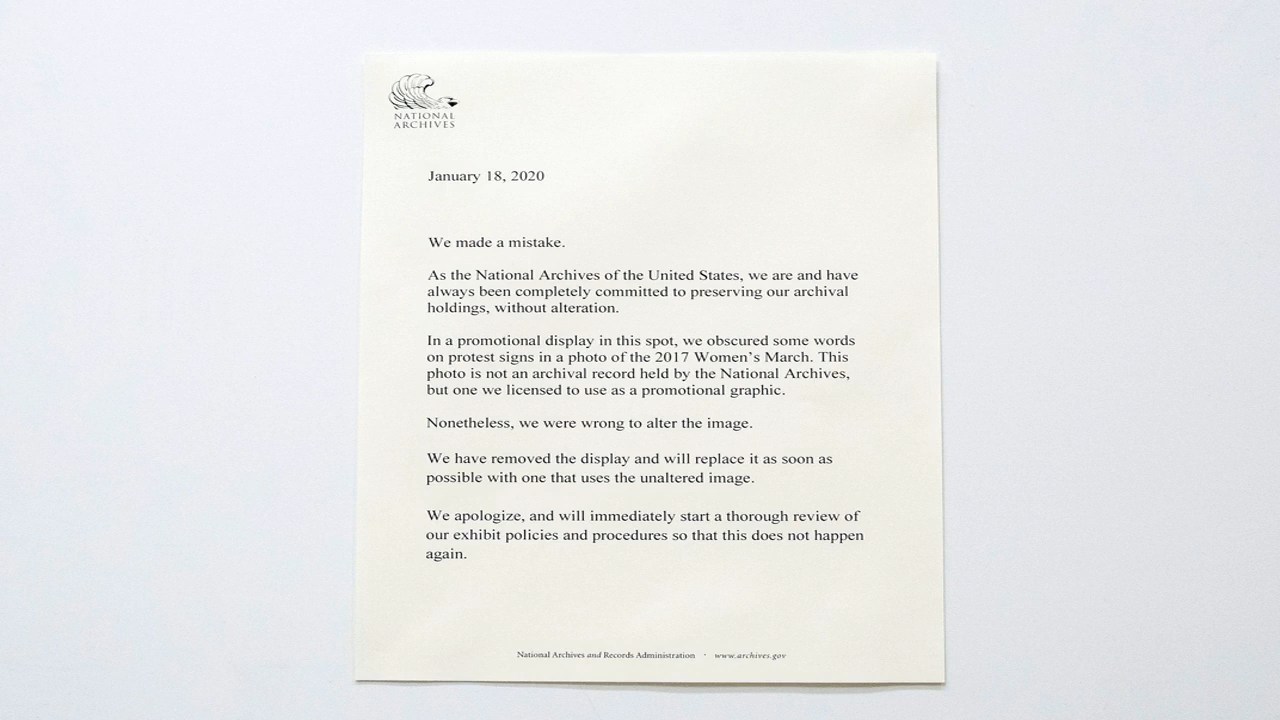 NATIONAL
ARCHIVES
January 18, 2020
We made a mistake.
As the National Archives of the United States, we are and have
always been completely committed to preserving our archival
holdings, without alteration.
In a promotional display in this spot, we obscured some words
on protest signs in a photo of the 2017 Women’s March. This
photo is not an archival record held by the National Archives,
but one we licensed to use as a promotional graphic.
Nonetheless, we were wrong to alter the image.
We have removed the display and will replace it as soon as
possible with one that uses the unaltered image.
We apologize, and will immediately start a thorough review of
our exhibit policies and procedures so that this does not happen
again.
National Archives and Records Administration · www.archives.gov